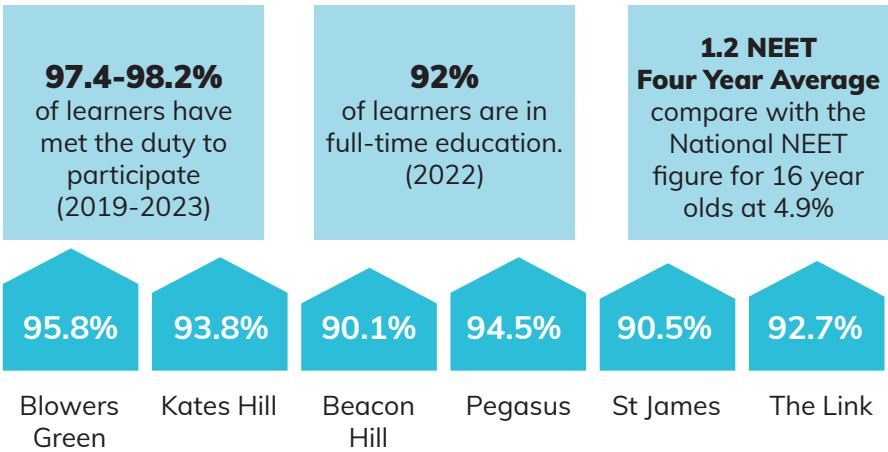 97.4-98.2%
of learners have
met the duty to
participate
(2019-2023)
92%
of learners are in
full-time education.
(2022)
1.2 NEET
Four Year Average
compare with the
National NEET
figure for 16 year
olds at 4.9%
95.8%
93.8%
90.1%
94.5%
90.5%
92.7%
Blowers
Green
Kates Hill
Beacon
Hill
Pegasus
St James
The Link